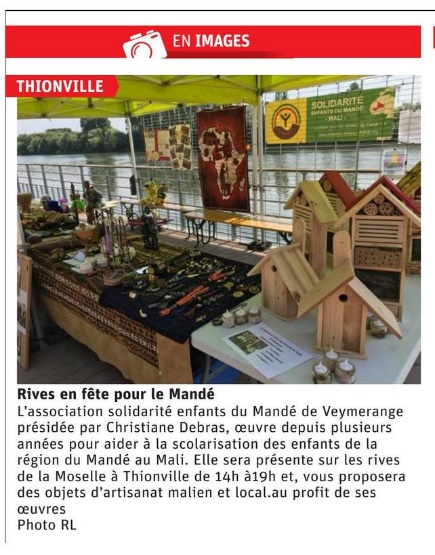 EN IMAGES
THIONVILLE
SOLIDARITÉ
ENFANTS DU MANDÉ
- MALI -
Rives en fête pour le Mandé
L'association solidarité enfants du Mandé de Veymerange
présidée par Christiane Debras, œuvre depuis plusieurs
années pour aider à la scolarisation des enfants de la
région du Mandé au Mali. Elle sera présente sur les rives
de la Moselle à Thionville de 14h à19h et, vous proposera
des objets d'artisanat malien et local.au profit de ses
œuvres
Photo RL